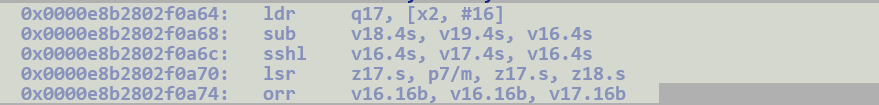 0x0000e8b2802f0a64: ldr q17, [x2, #16]
0x0000e8b2802f0a68: sub v18.4s, v19.4s, v16.4s
0x0000e8b2802f0a6c: sshl v16.4s, v17.4s, v16.4s
0x0000e8b2802f0a70: lsr z17.s, p7/m, z17.s, z18.s
0x0000e8b2802f0a74: orr v16.16b, v16.16b, v17.16b